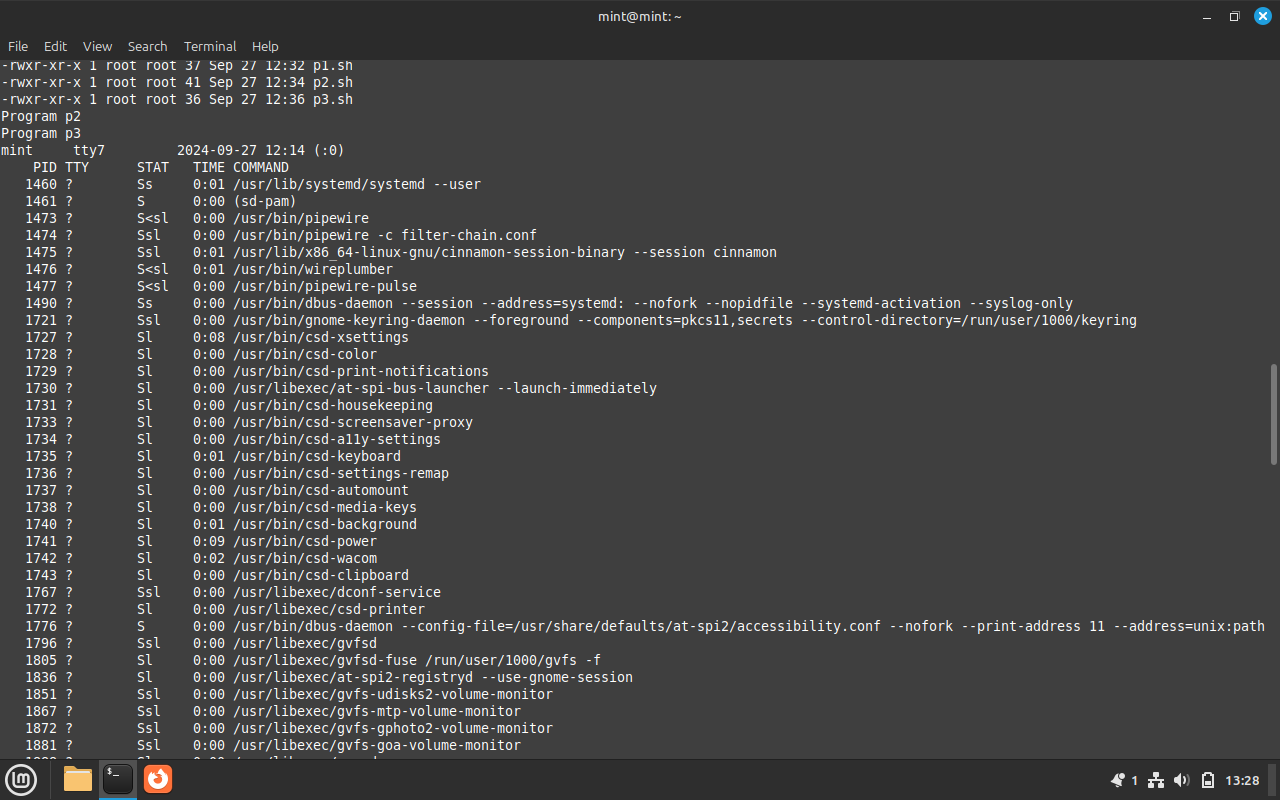 mint@mint: ~
File Edit View Search Terminal Help
-rwxr-xr-x 1 root root 37 Sep 27 12:32 p1.sh
-rwxr-xr-x 1 root root 41 Sep 27 12:34 p2.sh
-rwxr-xr-x 1 root root 36 Sep 27 12:36 p3.sh
Program p2
Program p3
mint     tty7         2024-09-27 12:14 (:0)
    PID TTY      STAT   TIME COMMAND
   1460 ?        Ss     0:01 /usr/lib/systemd/systemd --user
   1461 ?        S      0:00 (sd-pam)
   1473 ?        S<sl   0:00 /usr/bin/pipewire
   1474 ?        Ssl    0:00 /usr/bin/pipewire -c filter-chain.conf
   1475 ?        Ssl    0:01 /usr/lib/x86_64-linux-gnu/cinnamon-session-binary --session cinnamon
   1476 ?        S<sl   0:01 /usr/bin/wireplumber
   1477 ?        S<sl   0:00 /usr/bin/pipewire-pulse
   1490 ?        Ss     0:00 /usr/bin/dbus-daemon --session --address=systemd: --nofork --nopidfile --systemd-activation --syslog-only
   1721 ?        Ssl    0:00 /usr/bin/gnome-keyring-daemon --foreground --components=pkcs11,secrets --control-directory=/run/user/1000/keyring
   1727 ?        Sl     0:08 /usr/bin/csd-xsettings
   1728 ?        Sl     0:00 /usr/bin/csd-color
   1729 ?        Sl     0:00 /usr/bin/csd-print-notifications
   1730 ?        Sl     0:00 /usr/libexec/at-spi-bus-launcher --launch-immediately
   1731 ?        Sl     0:00 /usr/bin/csd-housekeeping
   1733 ?        Sl     0:00 /usr/bin/csd-screensaver-proxy
   1734 ?        Sl     0:00 /usr/bin/csd-a11y-settings
   1735 ?        Sl     0:01 /usr/bin/csd-keyboard
   1736 ?        Sl     0:00 /usr/bin/csd-settings-remap
   1737 ?        Sl     0:00 /usr/bin/csd-automount
   1738 ?        Sl     0:00 /usr/bin/csd-media-keys
   1740 ?        Sl     0:01 /usr/bin/csd-background
   1741 ?        Sl     0:09 /usr/bin/csd-power
   1742 ?        Sl     0:02 /usr/bin/csd-wacom
   1743 ?        Sl     0:00 /usr/bin/csd-clipboard
   1767 ?        Ssl    0:00 /usr/libexec/dconf-service
   1772 ?        Sl     0:00 /usr/libexec/csd-printer
   1776 ?        S      0:00 /usr/bin/dbus-daemon --config-file=/usr/share/defaults/at-spi2/accessibility.conf --nofork --print-address 11 --address=unix:path
   1796 ?        Ssl    0:00 /usr/libexec/gvfsd
   1805 ?        Sl     0:00 /usr/libexec/gvfsd-fuse /run/user/1000/gvfs -f
   1836 ?        Sl     0:00 /usr/libexec/at-spi2-registryd --use-gnome-session
   1851 ?        Ssl    0:00 /usr/libexec/gvfs-udisks2-volume-monitor
   1867 ?        Ssl    0:00 /usr/libexec/gvfs-mtp-volume-monitor
   1872 ?        Ssl    0:00 /usr/libexec/gvfs-gphoto2-volume-monitor
   1881 ?        Ssl    0:00 /usr/libexec/gvfs-goa-volume-monitor
1 13:28